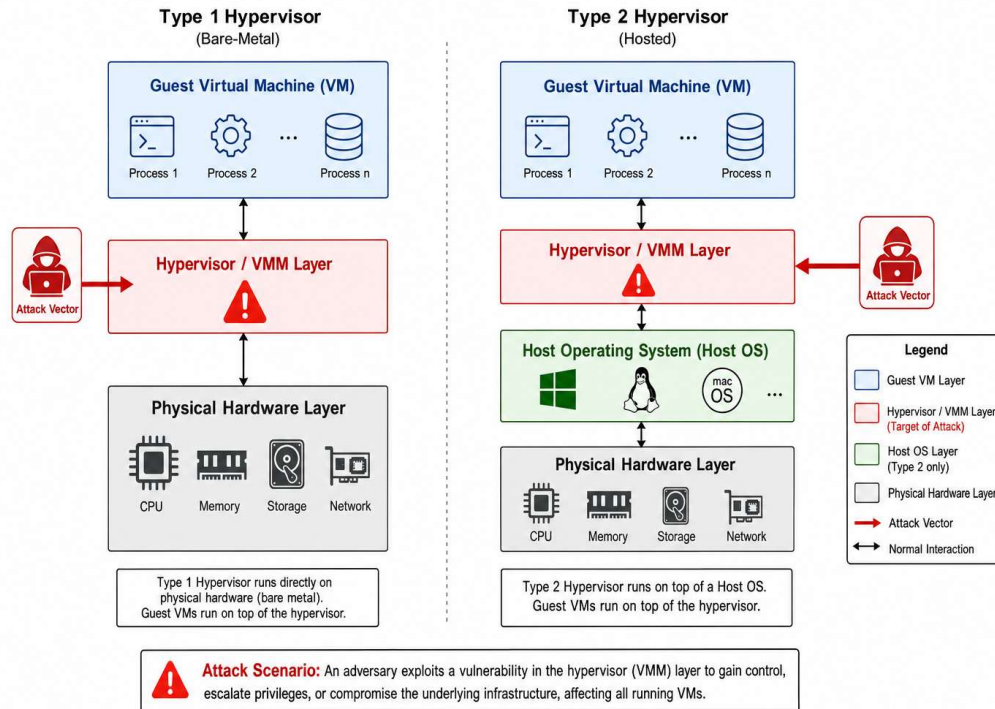 Type 1 Hypervisor
(Bare-Metal)
Guest Virtual Machine (VM)
>_
...
Process 1
Process 2
Process n
Attack Vector
Hypervisor / VMM Layer
Physical Hardware Layer
CPU
Memory
Storage
Network
Type 1 Hypervisor runs directly on
physical hardware (bare metal).
Guest VMs run on top of the hypervisor.
Type 2 Hypervisor
(Hosted)
Guest Virtual Machine (VM)
>_
...
Process 1
Process 2
Process n
Hypervisor / VMM Layer
Attack Vector
Host Operating System (Host OS)
mac
OS
...
Physical Hardware Layer
CPU
Memory
Storage
Network
Type 2 Hypervisor runs on top of a Host OS.
Guest VMs run on top of the hypervisor.
Legend
Guest VM Layer
Hypervisor / VMM Layer
(Target of Attack)
Host OS Layer
(Type 2 only)
Physical Hardware Layer
Attack Vector
Normal Interaction
Attack Scenario: An adversary exploits a vulnerability in the hypervisor (VMM) layer to gain control,
escalate privileges, or compromise the underlying infrastructure, affecting all running VMs.